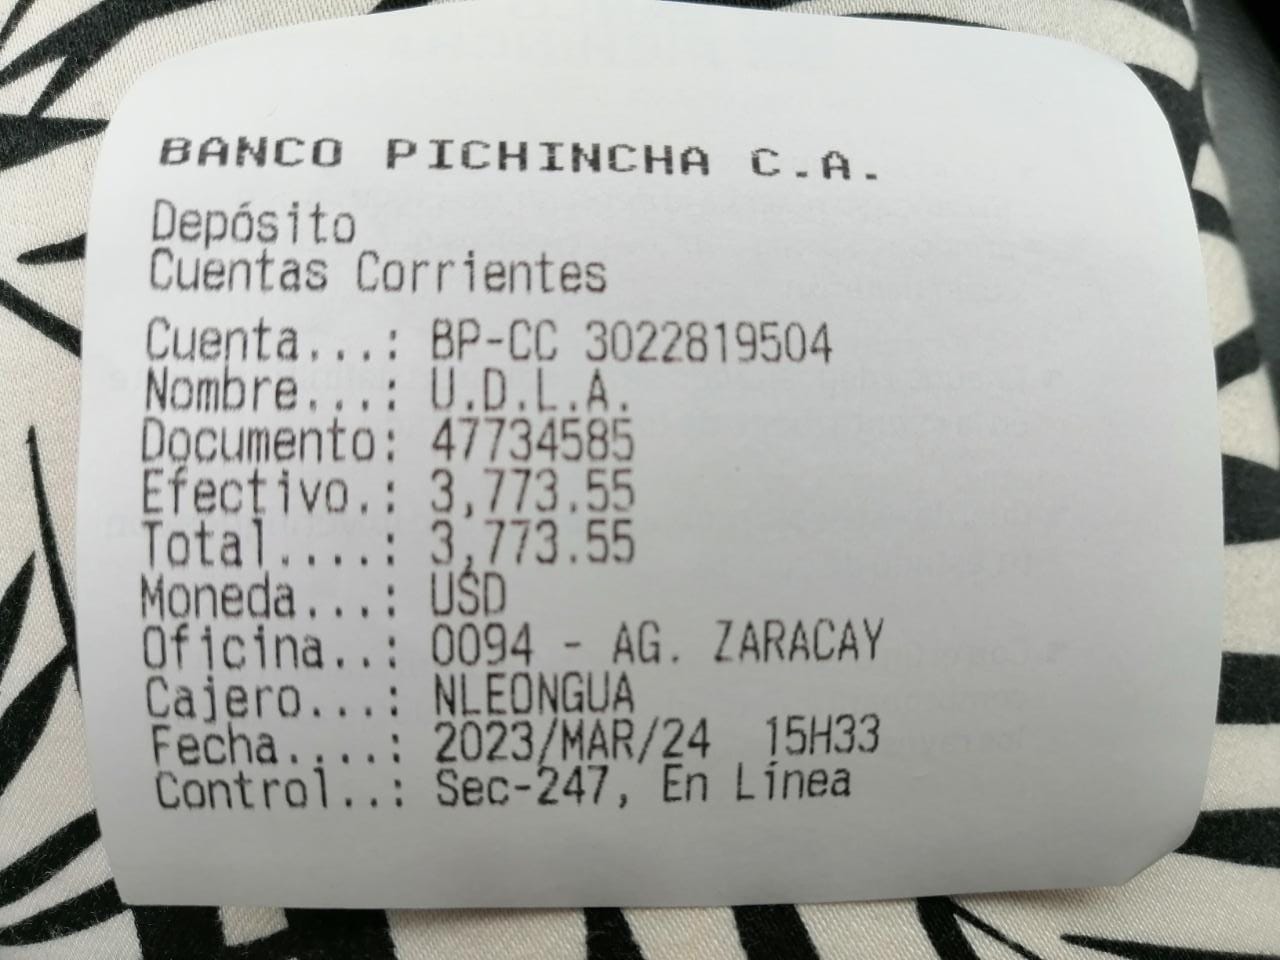 BANCO PICHINCHA C.A.
Depósito
Cuentas Corrientes
Cuenta...: BP-CC 3022819504
Nombre...: U.D.L.A.
Documento: 47734585
Efectivo.: 3,773.55
Total....: 3,773.55
Moneda...: USD
Oficina..: 0094 - AG. ZARACAY
Cajero...: NLEONGUA
Fecha....: 2023/MAR/24 15H33
Control..: Sec-247, En Línea